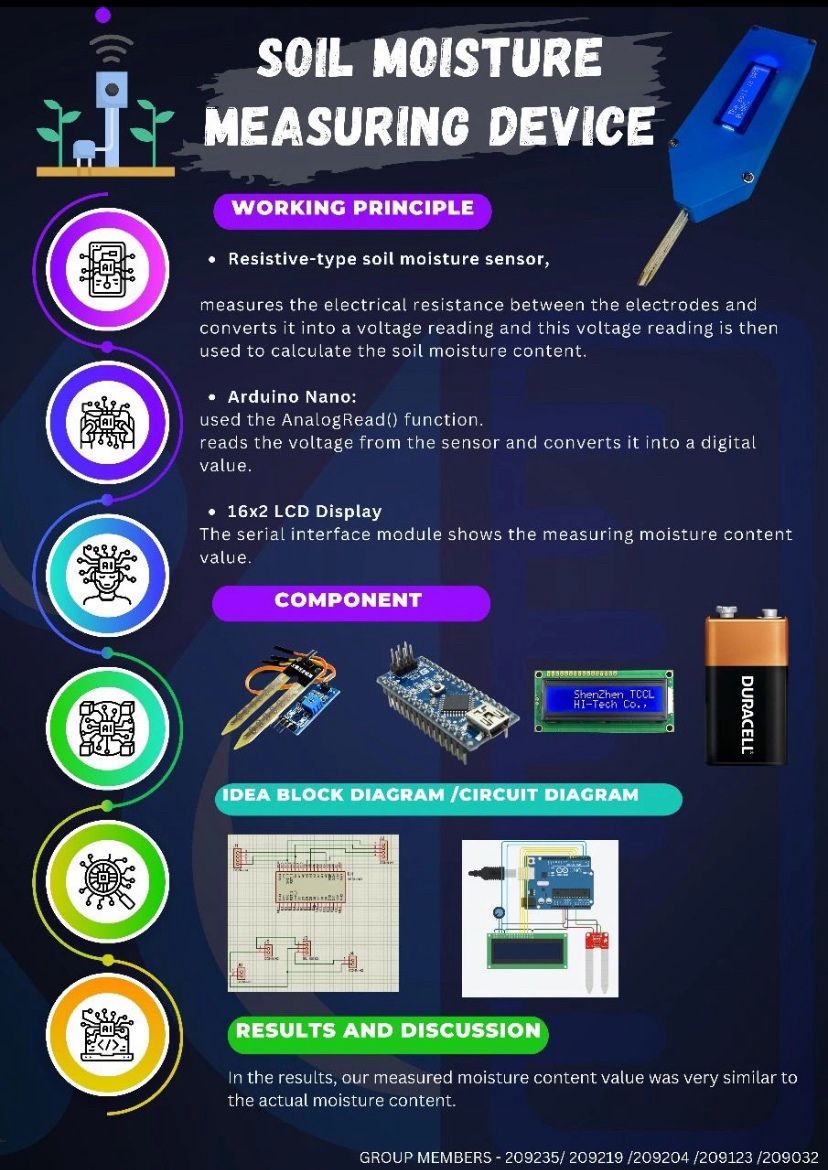 SOIL MOISTURE
MEASURING DEVICE
WORKING PRINCIPLE
• Resistive-type soil moisture sensor,
measures the electrical resistance between the electrodes and
converts it into a voltage reading and this voltage reading is then
used to calculate the soil moisture content.
• Arduino Nano:
used the AnalogRead() function.
reads the voltage from the sensor and converts it into a digital
value.
• 16x2 LCD Display
The serial interface module shows the measuring moisture content
value.
COMPONENT
ShenZhen TCCL
HI-Tech Co.,
DURACELL
IDEA BLOCK DIAGRAM /CIRCUIT DIAGRAM
RESULTS AND DISCUSSION
In the results, our measured moisture content value was very similar to
the actual moisture content.
GROUP MEMBERS - 209235/ 209219 /209204 /209123 /209032
AI
AI
AI
AI
AI